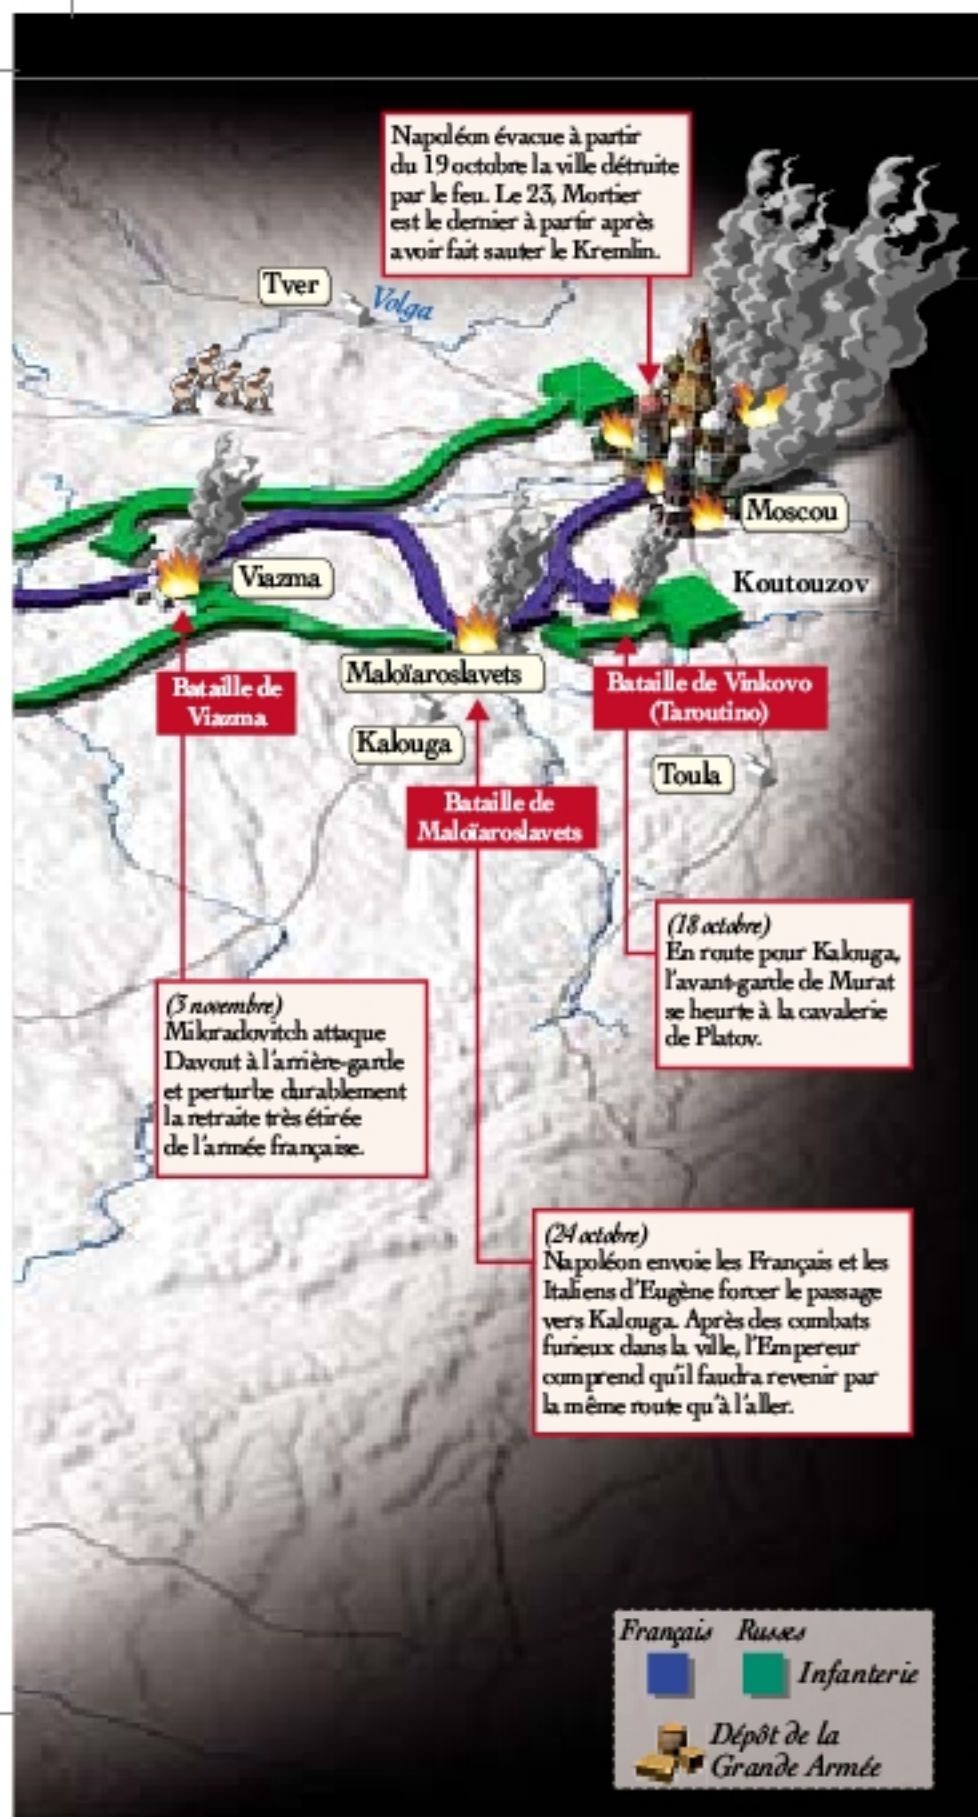 Napoléon évacue à partir
du 19 octobre la ville détruite
par le feu. Le 23, Mortier
est le dernier à partir après
avoir fait sauter le Kremlin.
Tver
Volga
Moscou
Viazma
Koutouzov
Maloïaroslavets
Bataille de
Viazma
Bataille de Vinkovo
(Taroutino)
Kalouga
Toula
Bataille de
Maloïaroslavets
(18 octobre)
En route pour Kalouga,
l'avant-garde de Murat
se heurte à la cavalerie
de Platov.
(3 novembre)
Miloradovitch attaque
Davout à l'arrière-garde
et perturbe durablement
la retraite très étirée
de l'armée française.
(24 octobre)
Napoléon envoie les Français et les
Italiens d'Eugène forcer le passage
vers Kalouga. Après des combats
furieux dans la ville, l'Empereur
comprend qu'il faudra revenir par
la même route qu'à l'aller.
Français Russes
Infanterie
Dépôt de la
Grande Armée